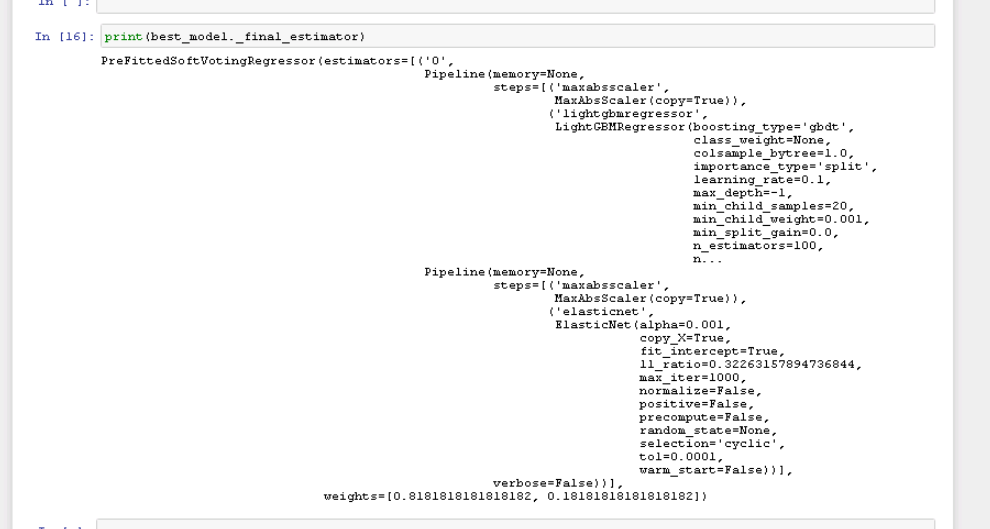 In [ ]:
In [16]: print(best_model._final_estimator)
PreFittedSoftVotingRegressor(estimators=[('0',
Pipeline(memory=None,
steps=[('maxabsscaler',
MaxAbsScaler(copy=True)),
('lightgbmregressor',
LightGBMRegressor(boosting_type='gbdt',
class_weight=None,
colsample_bytree=1.0,
importance_type='split',
learning_rate=0.1,
max_depth=-1,
min_child_samples=20,
min_child_weight=0.001,
min_split_gain=0.0,
n_estimators=100,
n...
Pipeline(memory=None,
steps=[('maxabsscaler',
MaxAbsScaler(copy=True)),
('elasticnet',
ElasticNet(alpha=0.001,
copy_X=True,
fit_intercept=True,
l1_ratio=0.32263157894736844,
max_iter=1000,
normalize=False,
positive=False,
precompute=False,
random_state=None,
selection='cyclic',
tol=0.0001,
warm_start=False))],
verbose=False))],
weights=[0.8181818181818182, 0.18181818181818182])